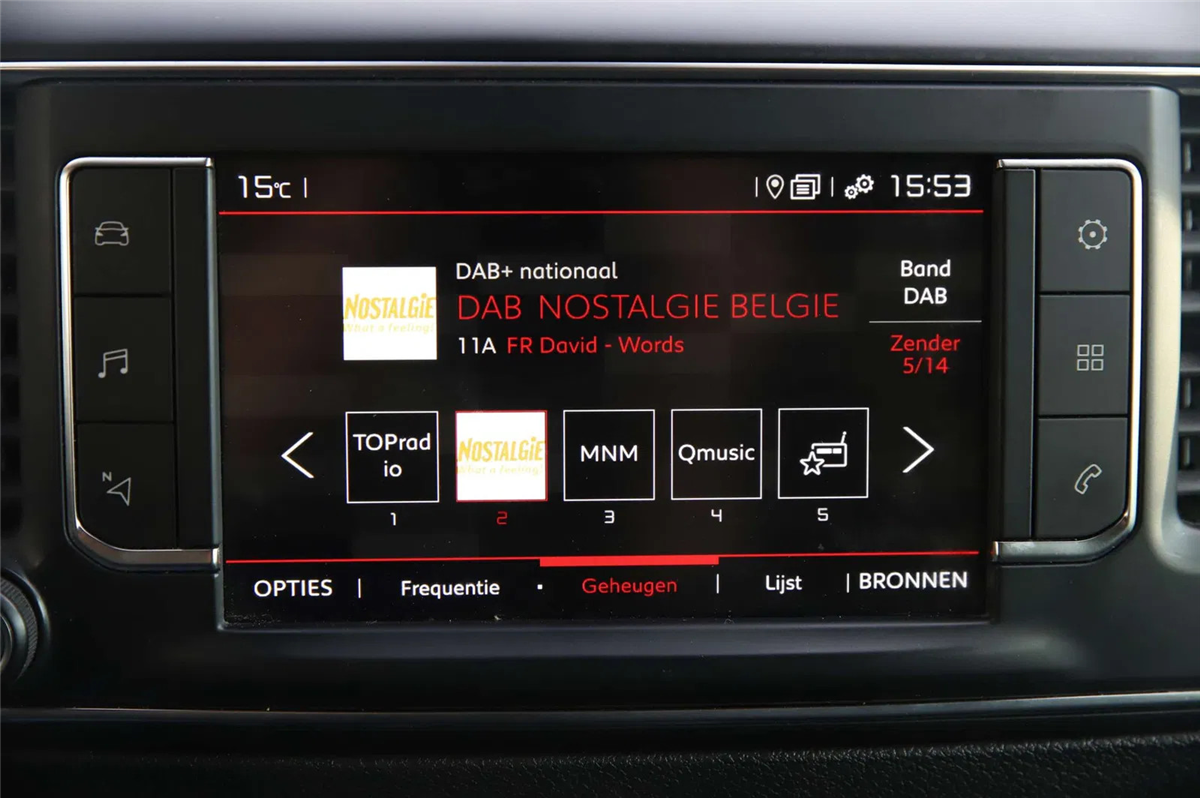 15°C
15:53
DAB+ nationaal
DAB NOSTALGIE BELGIE
11A FR David - Words
NOSTALGiE
What a feeling!
Band
DAB
Zender
5/14
TOPrad
io
NOSTALGiE
What a feeling!
MNM
Qmusic
1 2 3 4 5
OPTIES | Frequentie Geheugen | Lijst | BRONNEN
N